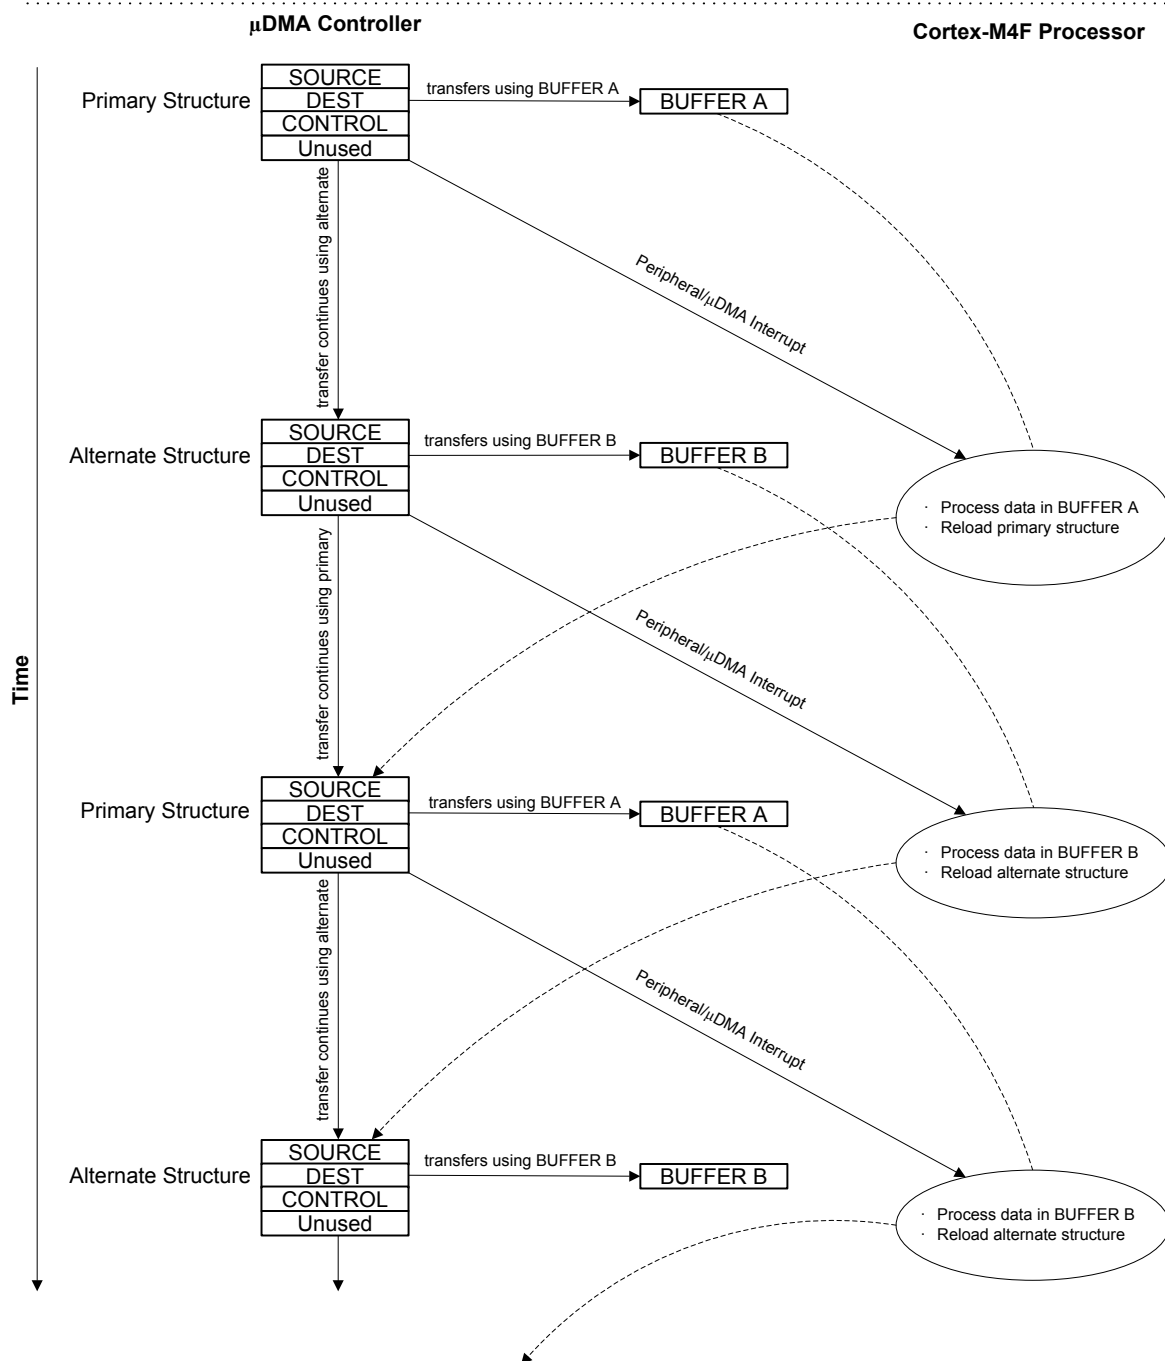 µDMA Controller
Cortex-M4F Processor
Primary Structure
SOURCE
DEST
CONTROL
Unused
transfers using BUFFER A
BUFFER A
transfer continues using alternate
Peripheral/µDMA Interrupt
Alternate Structure
SOURCE
DEST
CONTROL
Unused
transfers using BUFFER B
BUFFER B
· Process data in BUFFER A
· Reload primary structure
transfer continues using primary
Peripheral/µDMA Interrupt
Time
Primary Structure
SOURCE
DEST
CONTROL
Unused
transfers using BUFFER A
BUFFER A
· Process data in BUFFER B
· Reload alternate structure
transfer continues using alternate
Peripheral/µDMA Interrupt
Alternate Structure
SOURCE
DEST
CONTROL
Unused
transfers using BUFFER B
BUFFER B
· Process data in BUFFER B
· Reload alternate structure